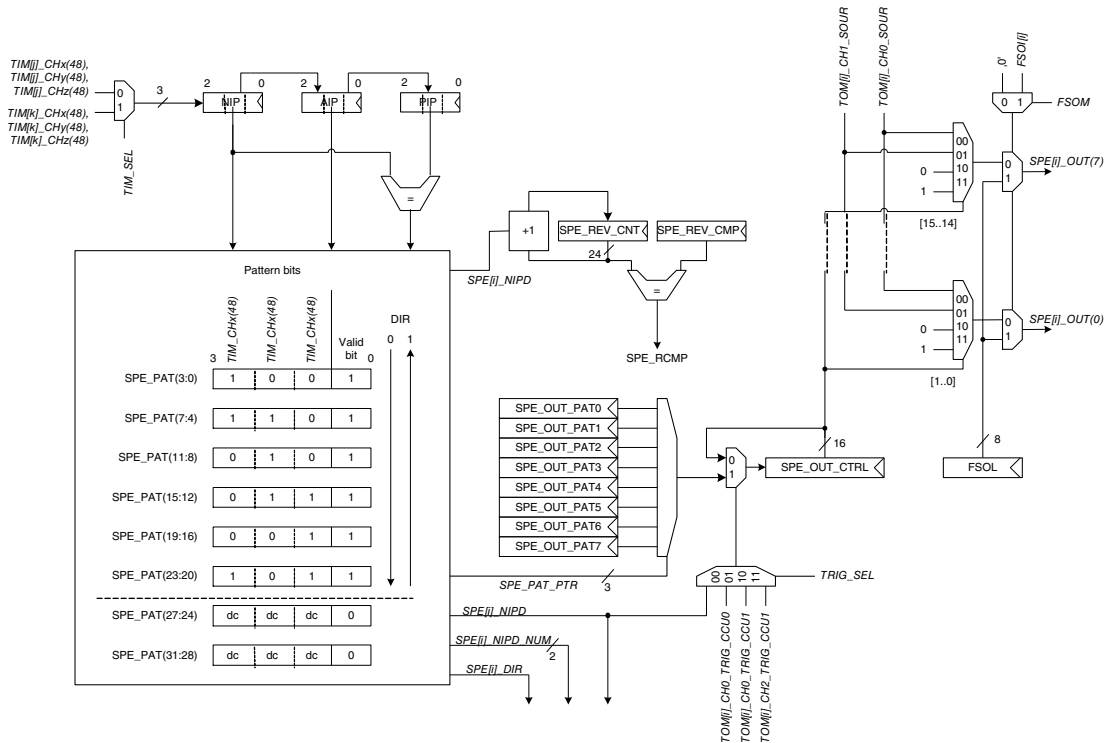 TIM[j]_CHx(48),
TIM[j]_CHy(48),
TIM[j]_CHz(48)
TIM[k]_CHx(48),
TIM[k]_CHy(48),
TIM[k]_CHz(48)
0
1
TIM_SEL
3
2 0
NIP
2
AIP
2 0
PIP
=
Pattern bits
TIM_CHx(48)
TIM_CHx(48)
TIM_CHx(48)
3
Valid
bit
0
DIR
0 1
SPE_PAT(3:0) 1 0 0 1
SPE_PAT(7:4) 1 1 0 1
SPE_PAT(11:8) 0 1 0 1
SPE_PAT(15:12) 0 1 1 1
SPE_PAT(19:16) 0 0 1 1
SPE_PAT(23:20) 1 0 1 1
SPE_PAT(27:24) dc dc dc 0
SPE_PAT(31:28) dc dc dc 0
SPE[i]_NIPD
+1
SPE_REV_CNT
SPE_REV_CMP
24
=
SPE_RCMP
SPE_OUT_PAT0
SPE_OUT_PAT1
SPE_OUT_PAT2
SPE_OUT_PAT3
SPE_OUT_PAT4
SPE_OUT_PAT5
SPE_OUT_PAT6
SPE_OUT_PAT7
SPE_PAT_PTR
3
SPE[i]_NIPD
SPE[i]_NIPD_NUM
2
SPE[i]_DIR
0
1
SPE_OUT_CTRL
16
00
01
10
11
TRIG_SEL
TOM[i]_CH0_TRIG_CCU0
TOM[i]_CH0_TRIG_CCU1
TOM[i]_CH2_TRIG_CCU1
TOM[i]_CH1_SOUR
TOM[i]_CH0_SOUR
‚0'
FSOI[i]
0 1
FSOM
00
01
10
11
0
1
[15..14]
0
1
SPE[i]_OUT(7)
00
01
10
11
0
1
[1..0]
0
1
SPE[i]_OUT(0)
8
FSOL